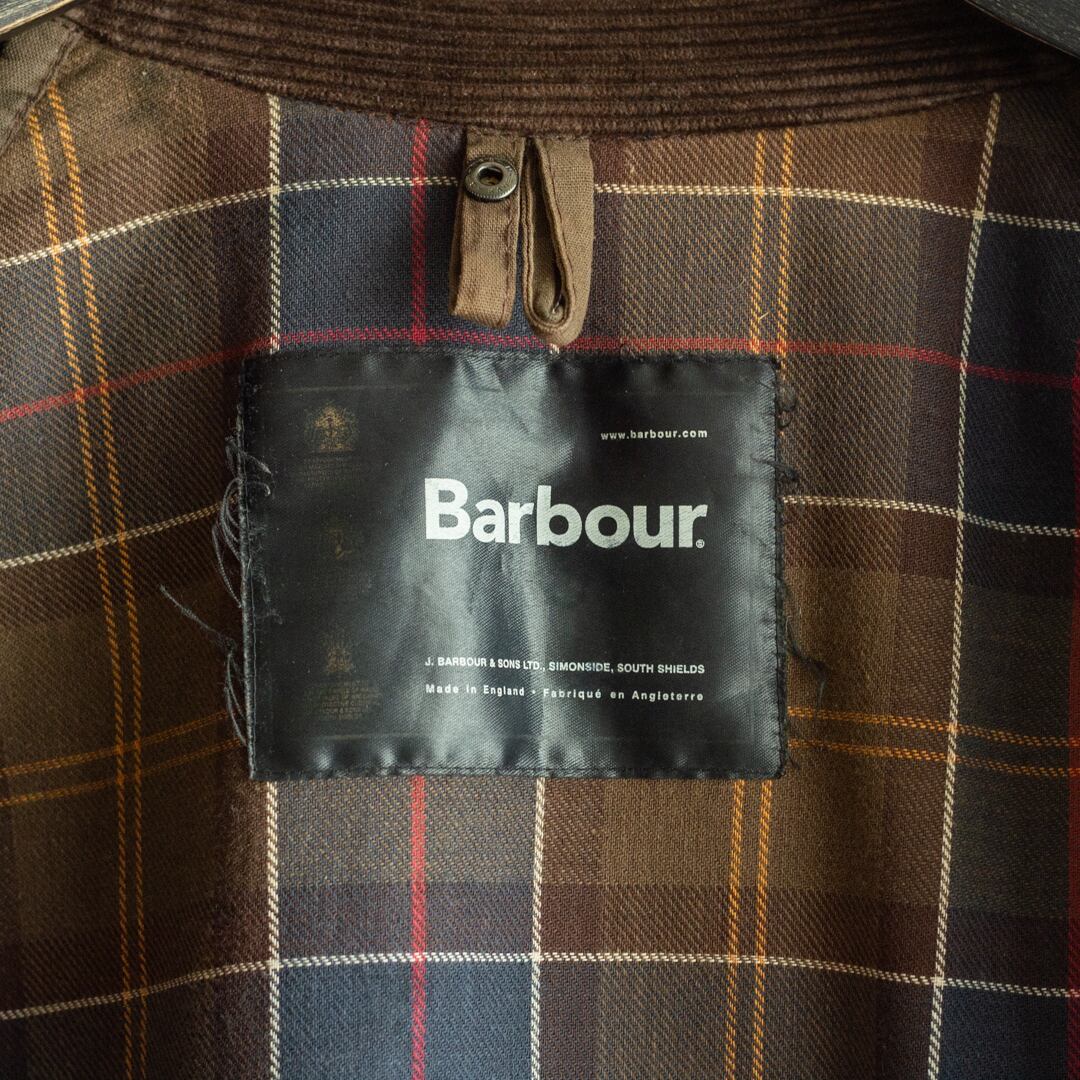 www.barbour.com
Barbour®
J. BARBOUR & SONS LTD., SIMONSIDE, SOUTH SHIELDS
Made in England • Fabriqué en Angleterre